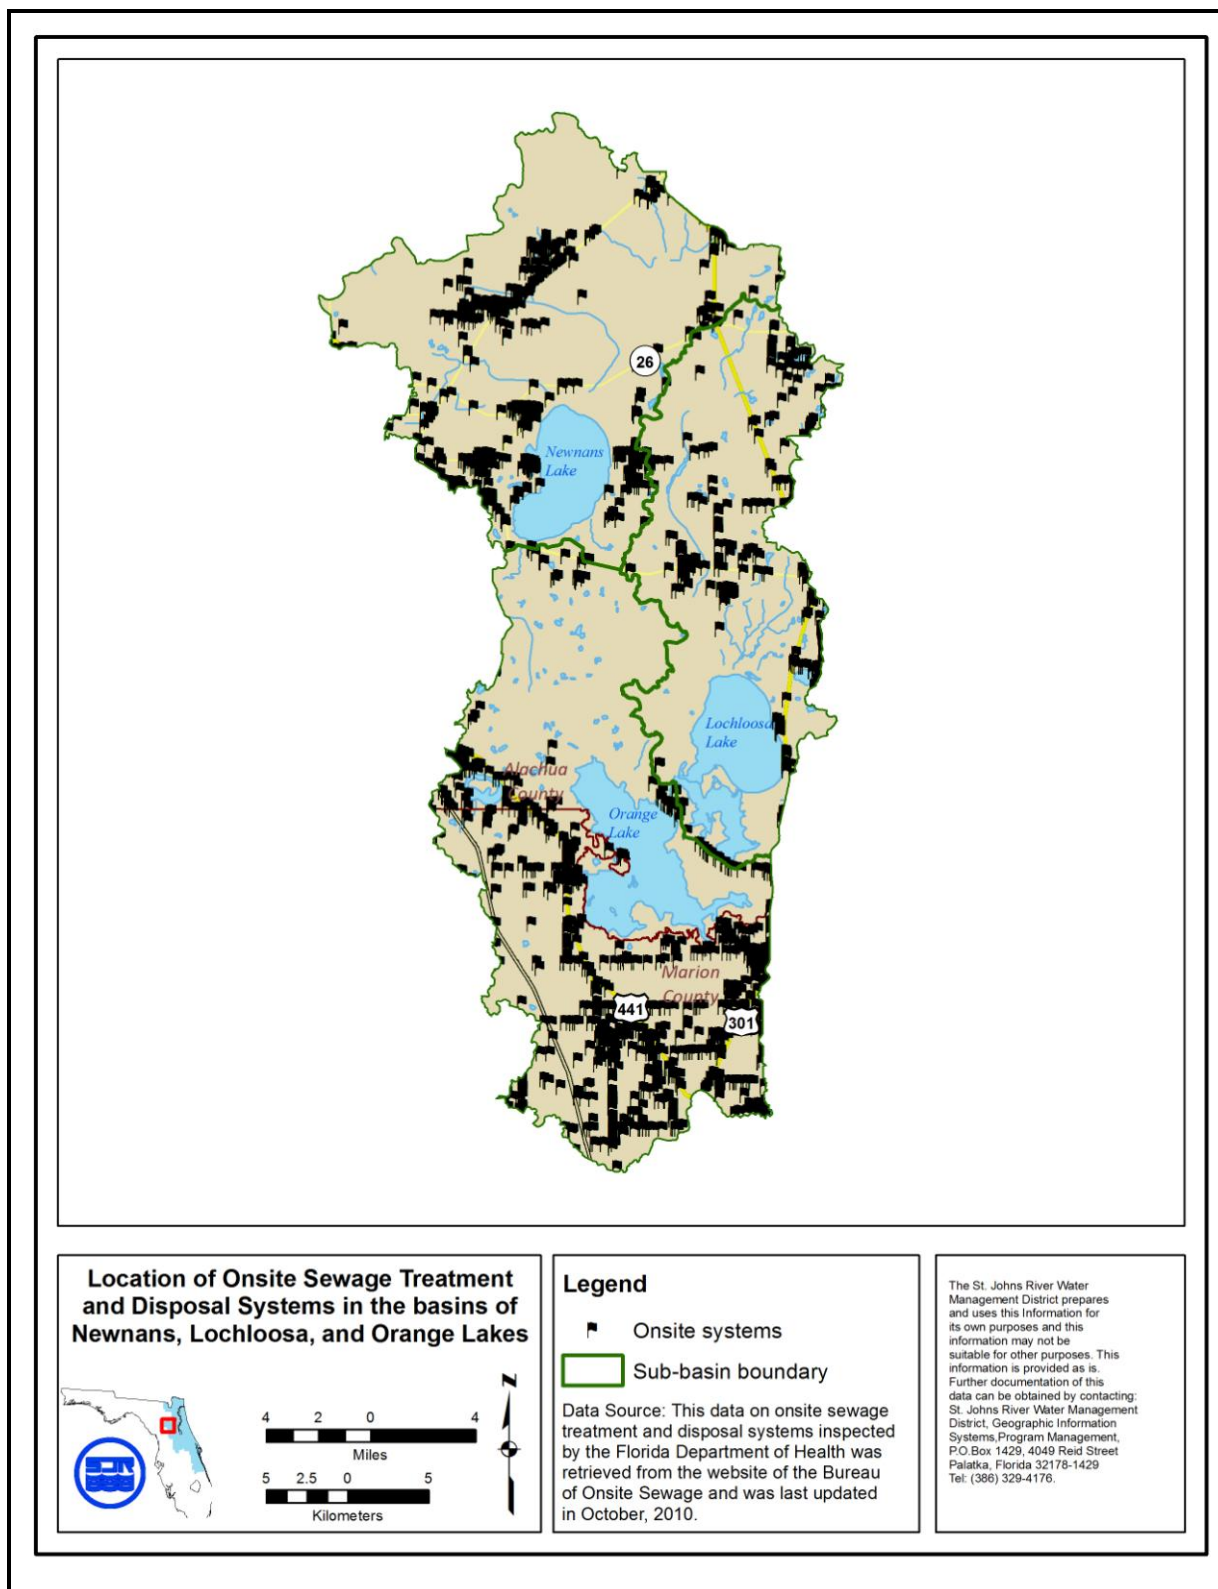 26
Newnans
Lake
Lochloosa
Lake
Alachua
County
Orange
Lake
Marion
County
441
301
Location of Onsite Sewage Treatment
and Disposal Systems in the basins of
Newnans, Lochloosa, and Orange Lakes
SJR
N
4 2 0 4
Miles
5 2.5 0 5
Kilometers
Legend
Onsite systems
Sub-basin boundary
Data Source: This data on onsite sewage
treatment and disposal systems inspected
by the Florida Department of Health was
retrieved from the website of the Bureau
of Onsite Sewage and was last updated
in October, 2010.
The St. Johns River Water
Management District prepares
and uses this Information for
its own purposes and this
information may not be
suitable for other purposes. This
information is provided as is.
Further documentation of this
data can be obtained by contacting:
St. Johns River Water Management
District, Geographic Information
Systems,Program Management,
P.O.Box 1429, 4049 Reid Street
Palatka, Florida 32178-1429
Tel: (386) 329-4176.